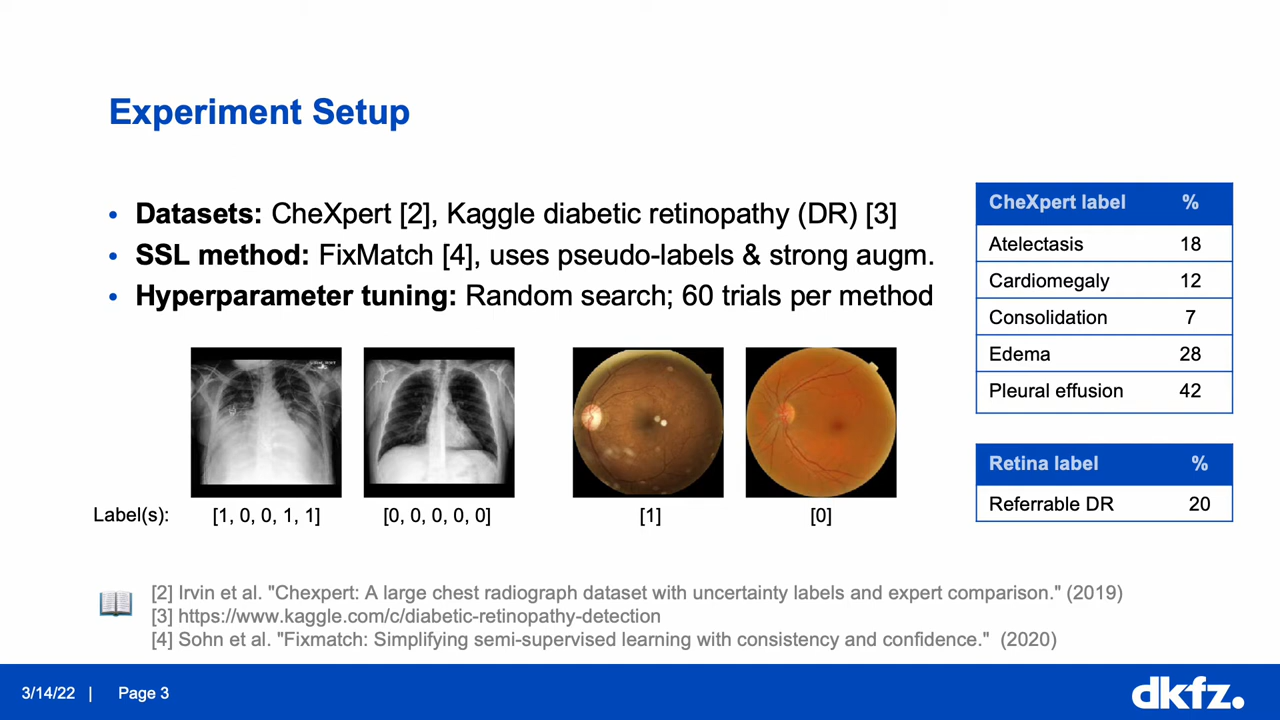 Experiment Setup
• Datasets: CheXpert [2], Kaggle diabetic retinopathy (DR) [3]
• SSL method: FixMatch [4], uses pseudo-labels & strong augm.
• Hyperparameter tuning: Random search; 60 trials per method
CheXpert label %
Atelectasis 18
Cardiomegaly 12
Consolidation 7
Edema 28
Pleural effusion 42
Retina label %
Referrable DR 20
Label(s): [1, 0, 0, 1, 1] [0, 0, 0, 0, 0] [1] [0]
[2] Irvin et al. "Chexpert: A large chest radiograph dataset with uncertainty labels and expert comparison." (2019)
[3] https://www.kaggle.com/c/diabetic-retinopathy-detection
[4] Sohn et al. "Fixmatch: Simplifying semi-supervised learning with consistency and confidence." (2020)
3/14/22 | Page 3
dkfz.